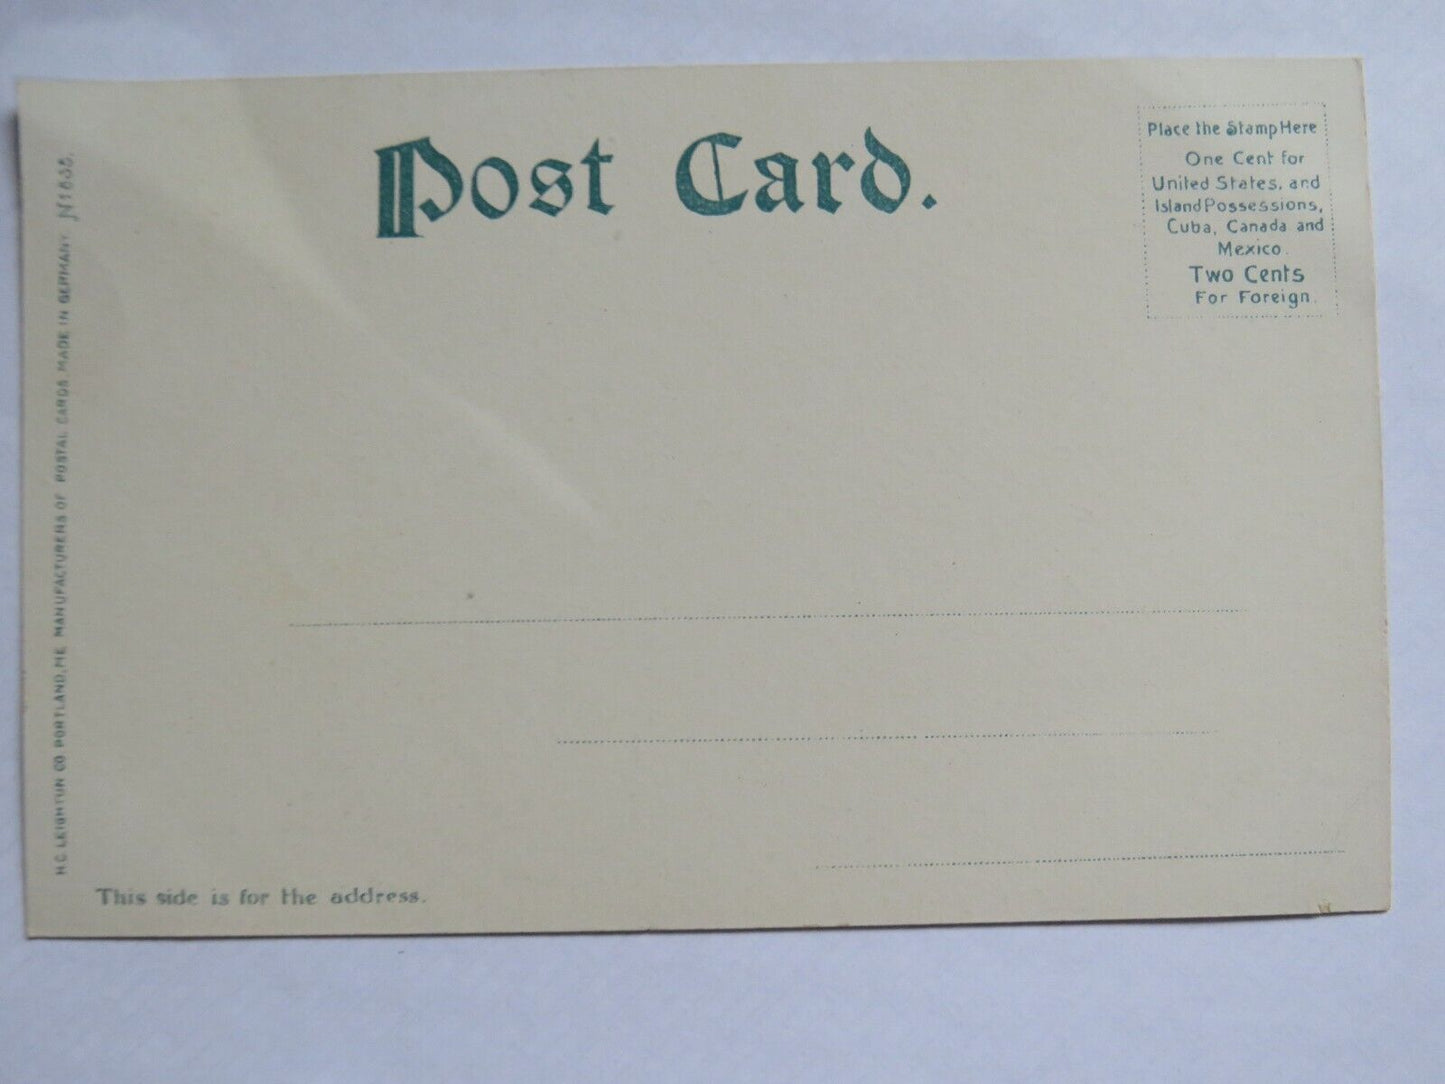 Post Card.
Place the Stamp Here
One Cent for
United States, and
Island Possessions,
Cuba, Canada and
Mexico.
Two Cents
For Foreign.
H.C. LEIGHTON CO PORTLAND, ME. MANUFACTURERS OF POSTAL CARDS, MADE IN GERMANY
This side is for the address.